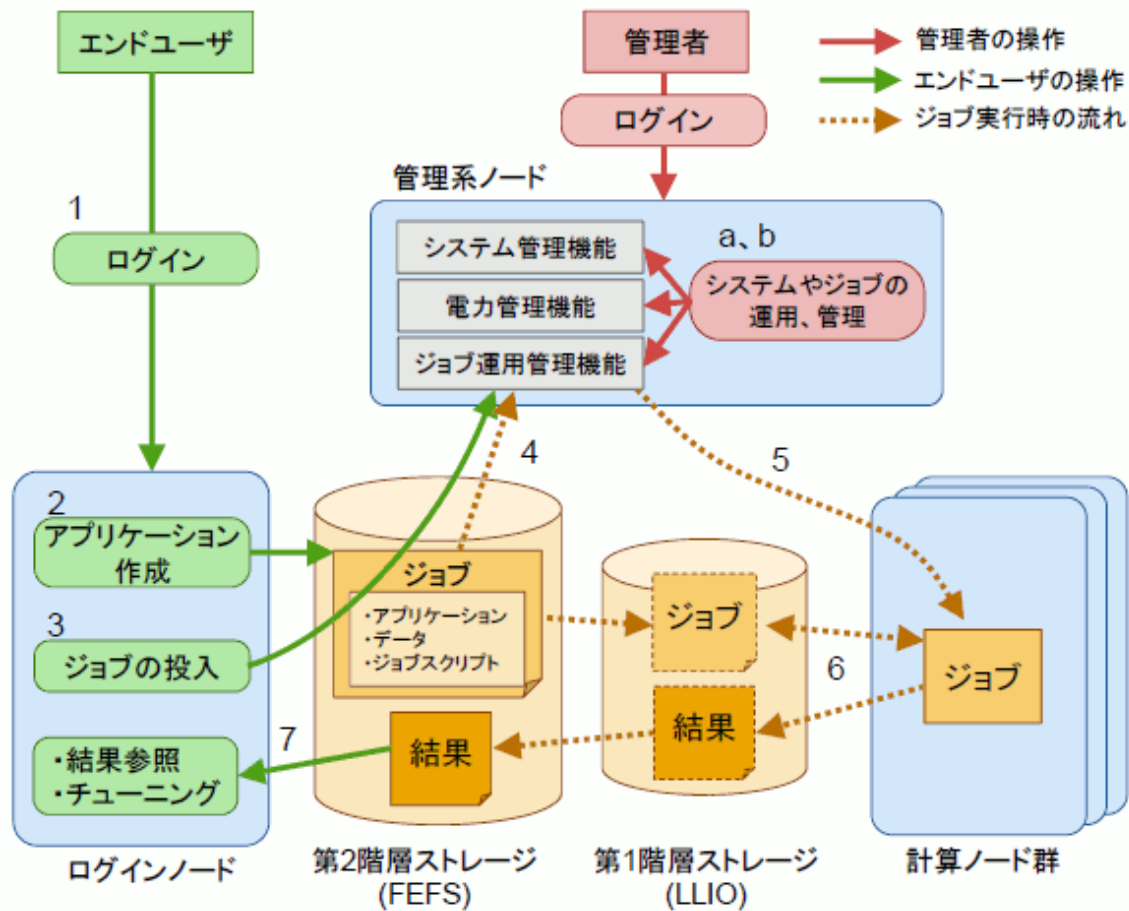 エンドユーザ
管理者
管理者の操作
エンドユーザの操作
ジョブ実行時の流れ
ログイン
管理系ノード
1
ログイン
システム管理機能
電力管理機能
ジョブ運用管理機能
a、b
システムやジョブの
運用、管理
4
5
2
アプリケーション
作成
3
ジョブの投入
ジョブ
・アプリケーション
・データ
・ジョブスクリプト
ジョブ
ジョブ
6
7
・結果参照
・チューニング
結果
結果
ログインノード
第2階層ストレージ
(FEFS)
第1階層ストレージ
(LLIO)
計算ノード群